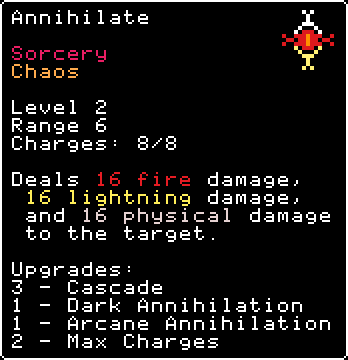 Annihilate
Sorcery
Chaos
Level 2
Range 6
Charges: 8/8
Deals 16 fire damage,
16 lightning damage,
and 16 physical damage
to the target.
Upgrades:
3 - Cascade
1 - Dark Annihilation
1 - Arcane Annihilation
2 - Max Charges